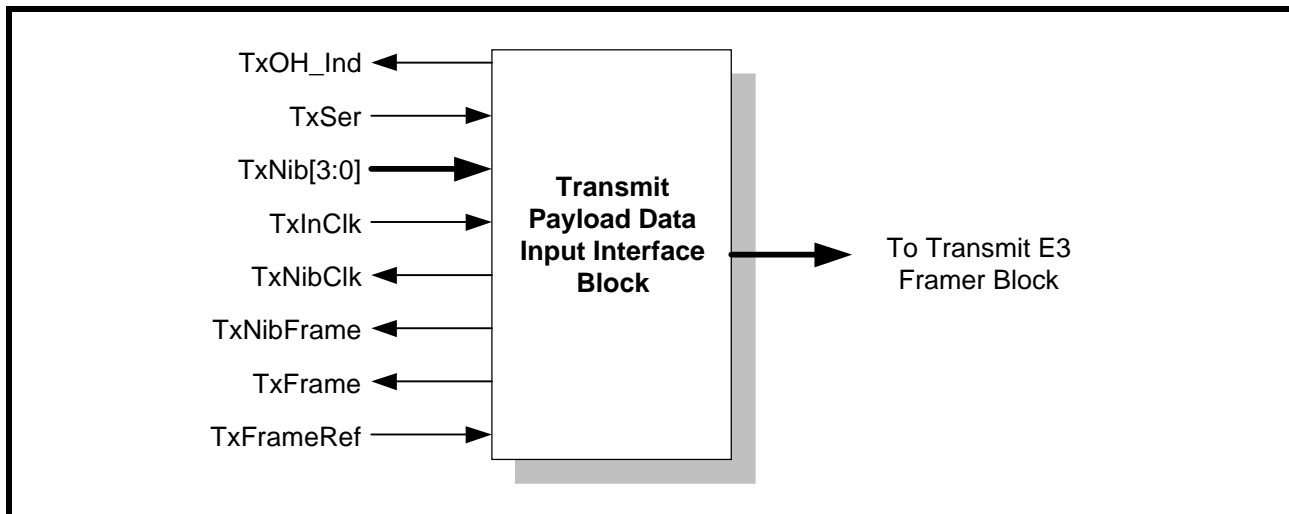 TxOH_Ind
TxSer
TxNib[3:0]
TxInClk
TxNibClk
TxNibFrame
TxFrame
TxFrameRef
Transmit
Payload Data
Input Interface
Block
To Transmit E3
Framer Block